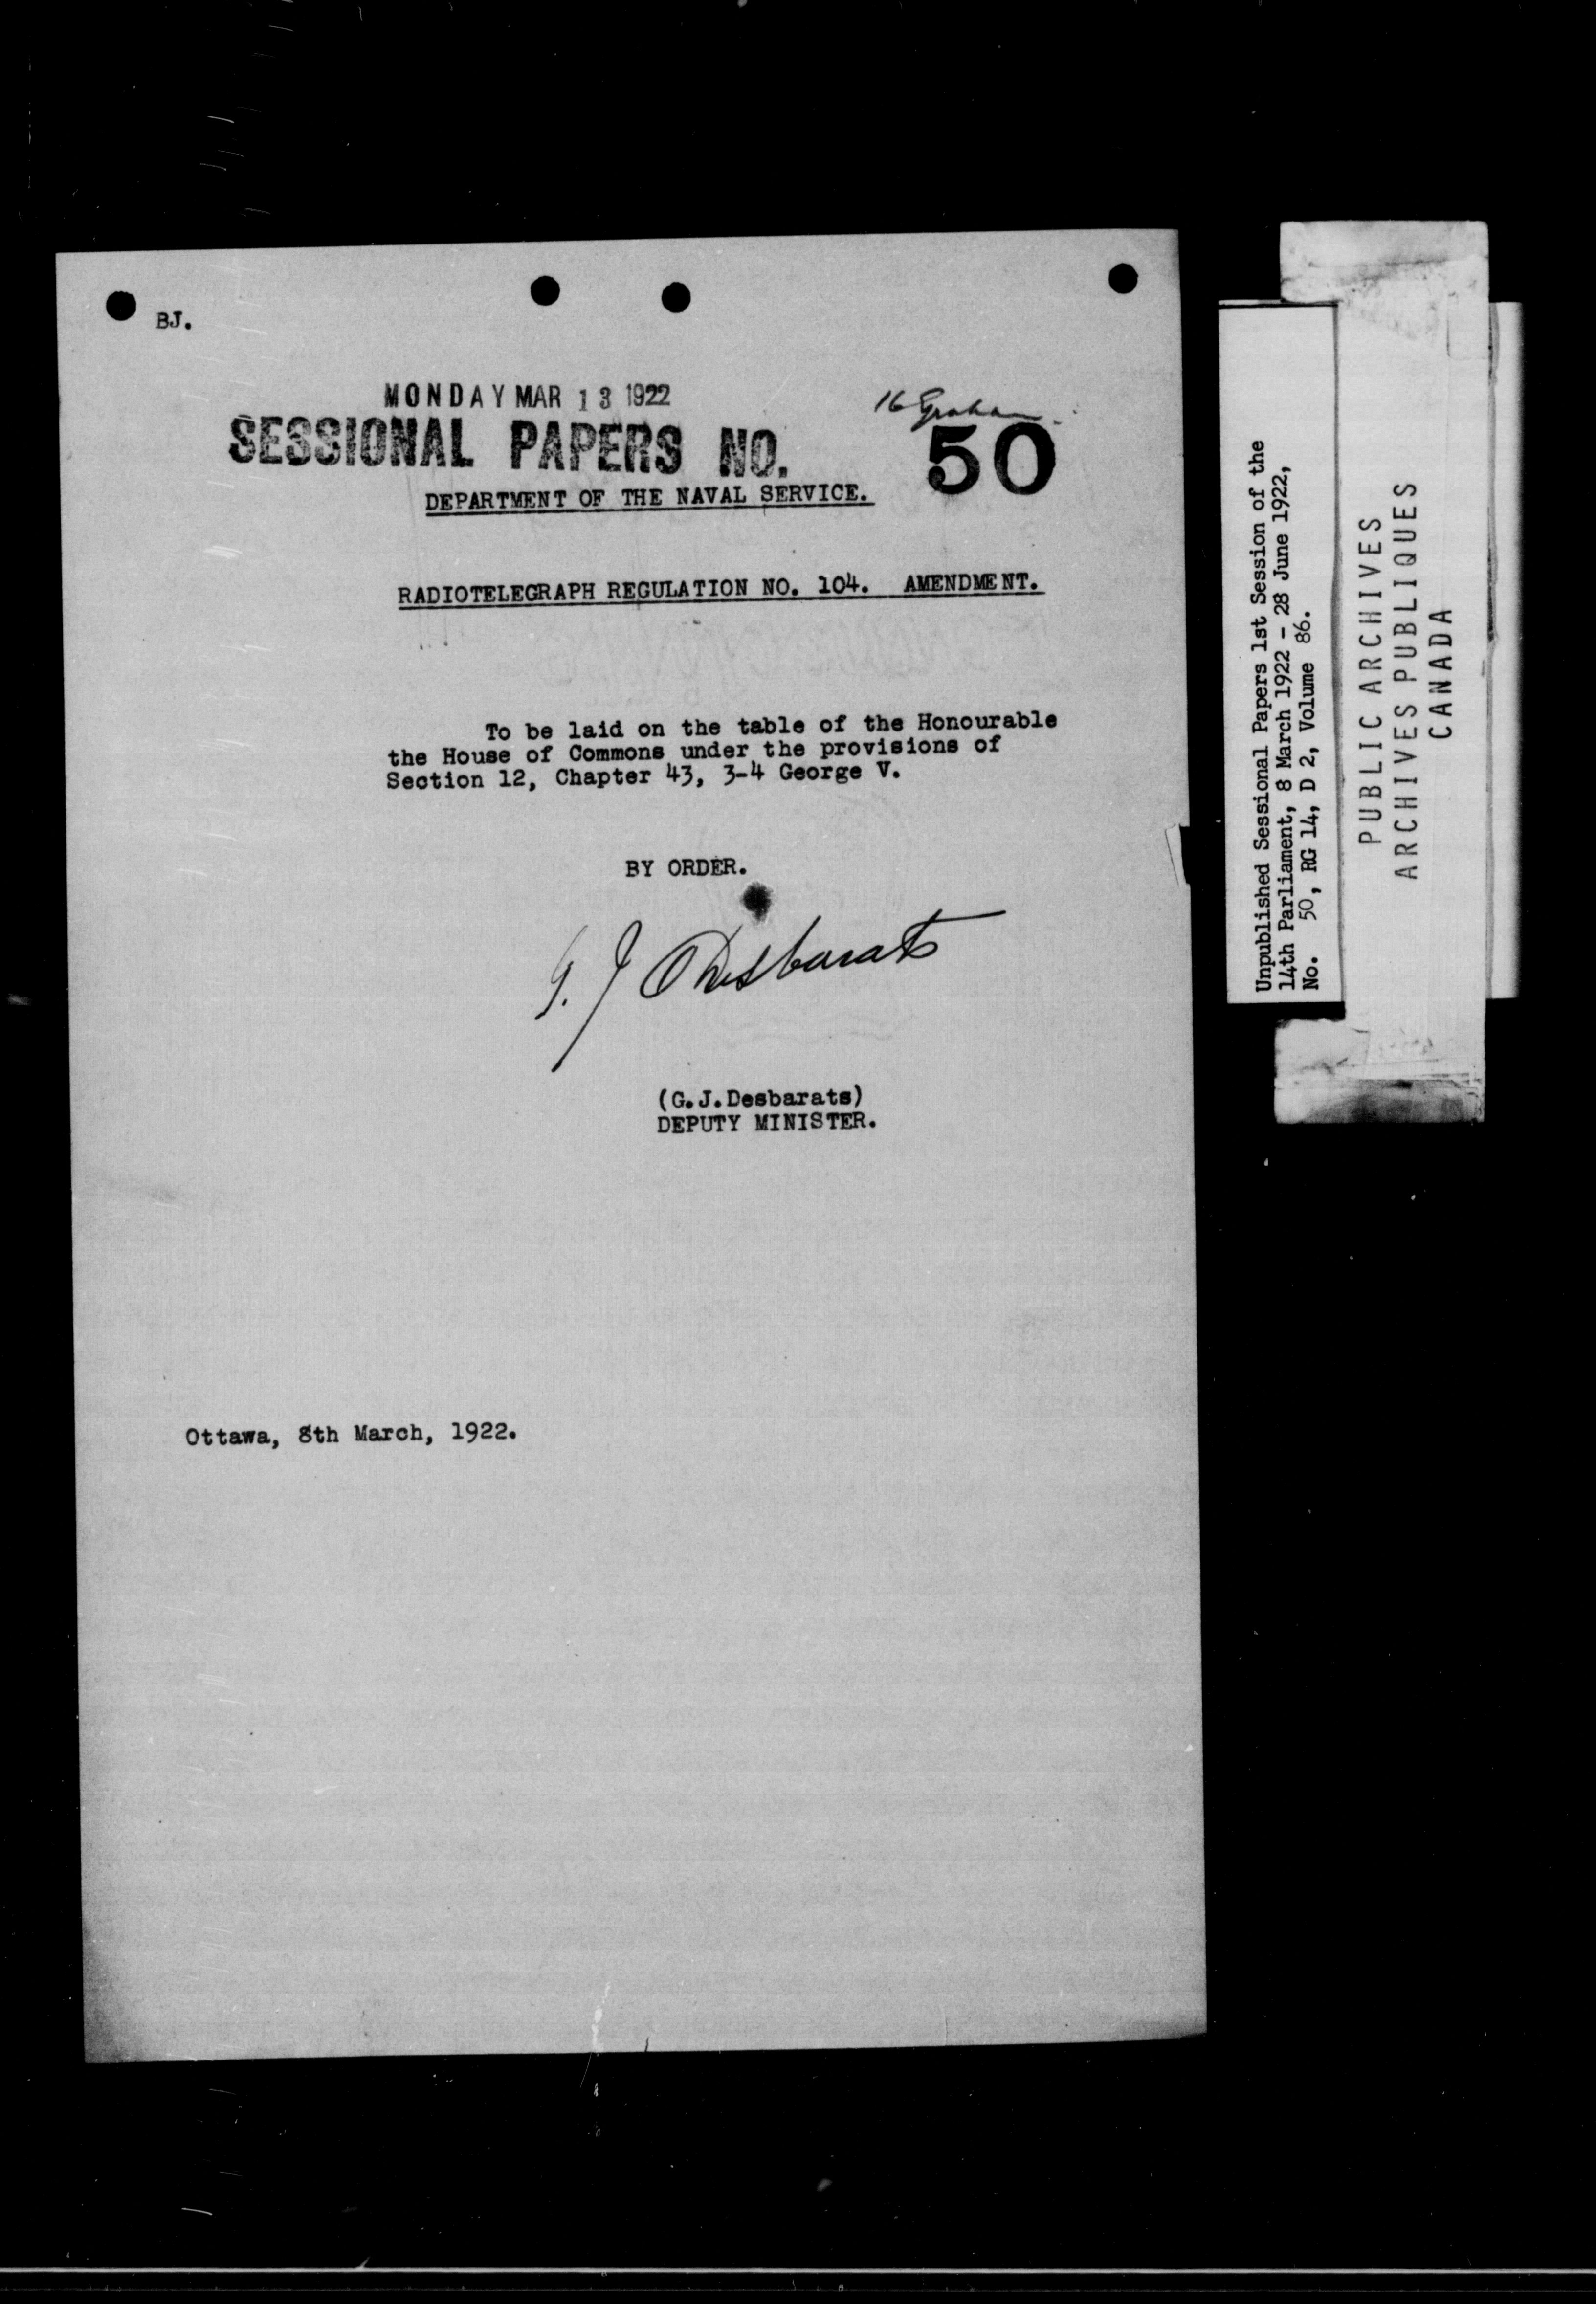 BJ.
MONDAY MAR 13 1922
16 Graham
SESSIONAL PAPERS NO. 50
DEPARTMENT OF THE NAVAL SERVICE.
RADIOTELEGRAPH REGULATION NO. 104. AMENDMENT.
To be laid on the table of the Honourable
the House of Commons under the provisions of
Section 12, Chapter 43, 3-4 George V.
BY ORDER.
G. J. Desbarats
(G.J.Desbarats)
DEPUTY MINISTER.
Ottawa, 8th March, 1922.
Unpublished Sessional Papers 1st Session of the
14th Parliament, 8 March 1922 - 28 June 1922,
No. 50, RG 14, D 2, Volume 86.
PUBLIC ARCHIVES
ARCHIVES PUBLIQUES
CANADA